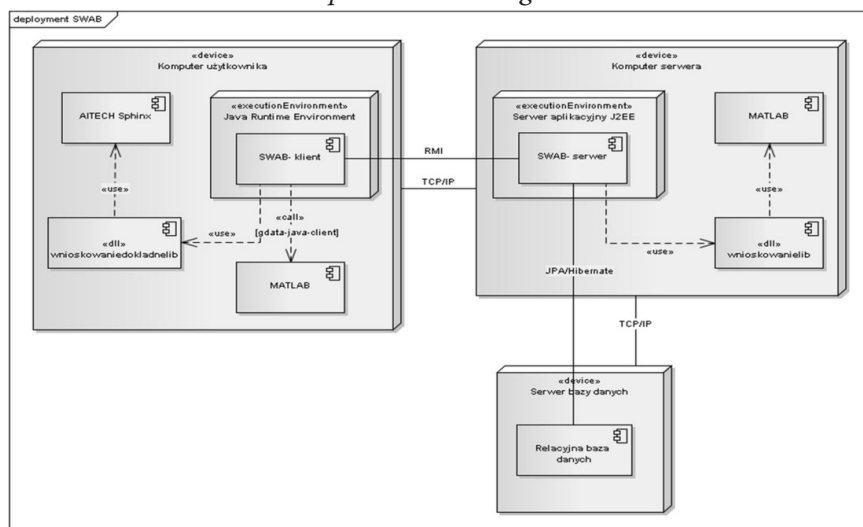 deployment SWAB
«device»
Komputer użytkownika
AITECH Sphinx
«executionEnvironment»
Java Runtime Environment
SWAB- klient
«use»
«use»
«call»
[gdata-java-client]
«dll»
wnioskowaniedokladnelib
MATLAB
RMI
TCP/IP
«device»
Komputer serwera
«executionEnvironment»
Serwer aplikacyjny J2EE
SWAB- serwer
MATLAB
«use»
«use»
«dll»
wnioskowanielib
JPA/Hibernate
TCP/IP
«device»
Serwer bazy danych
Relacyjna baza
danych